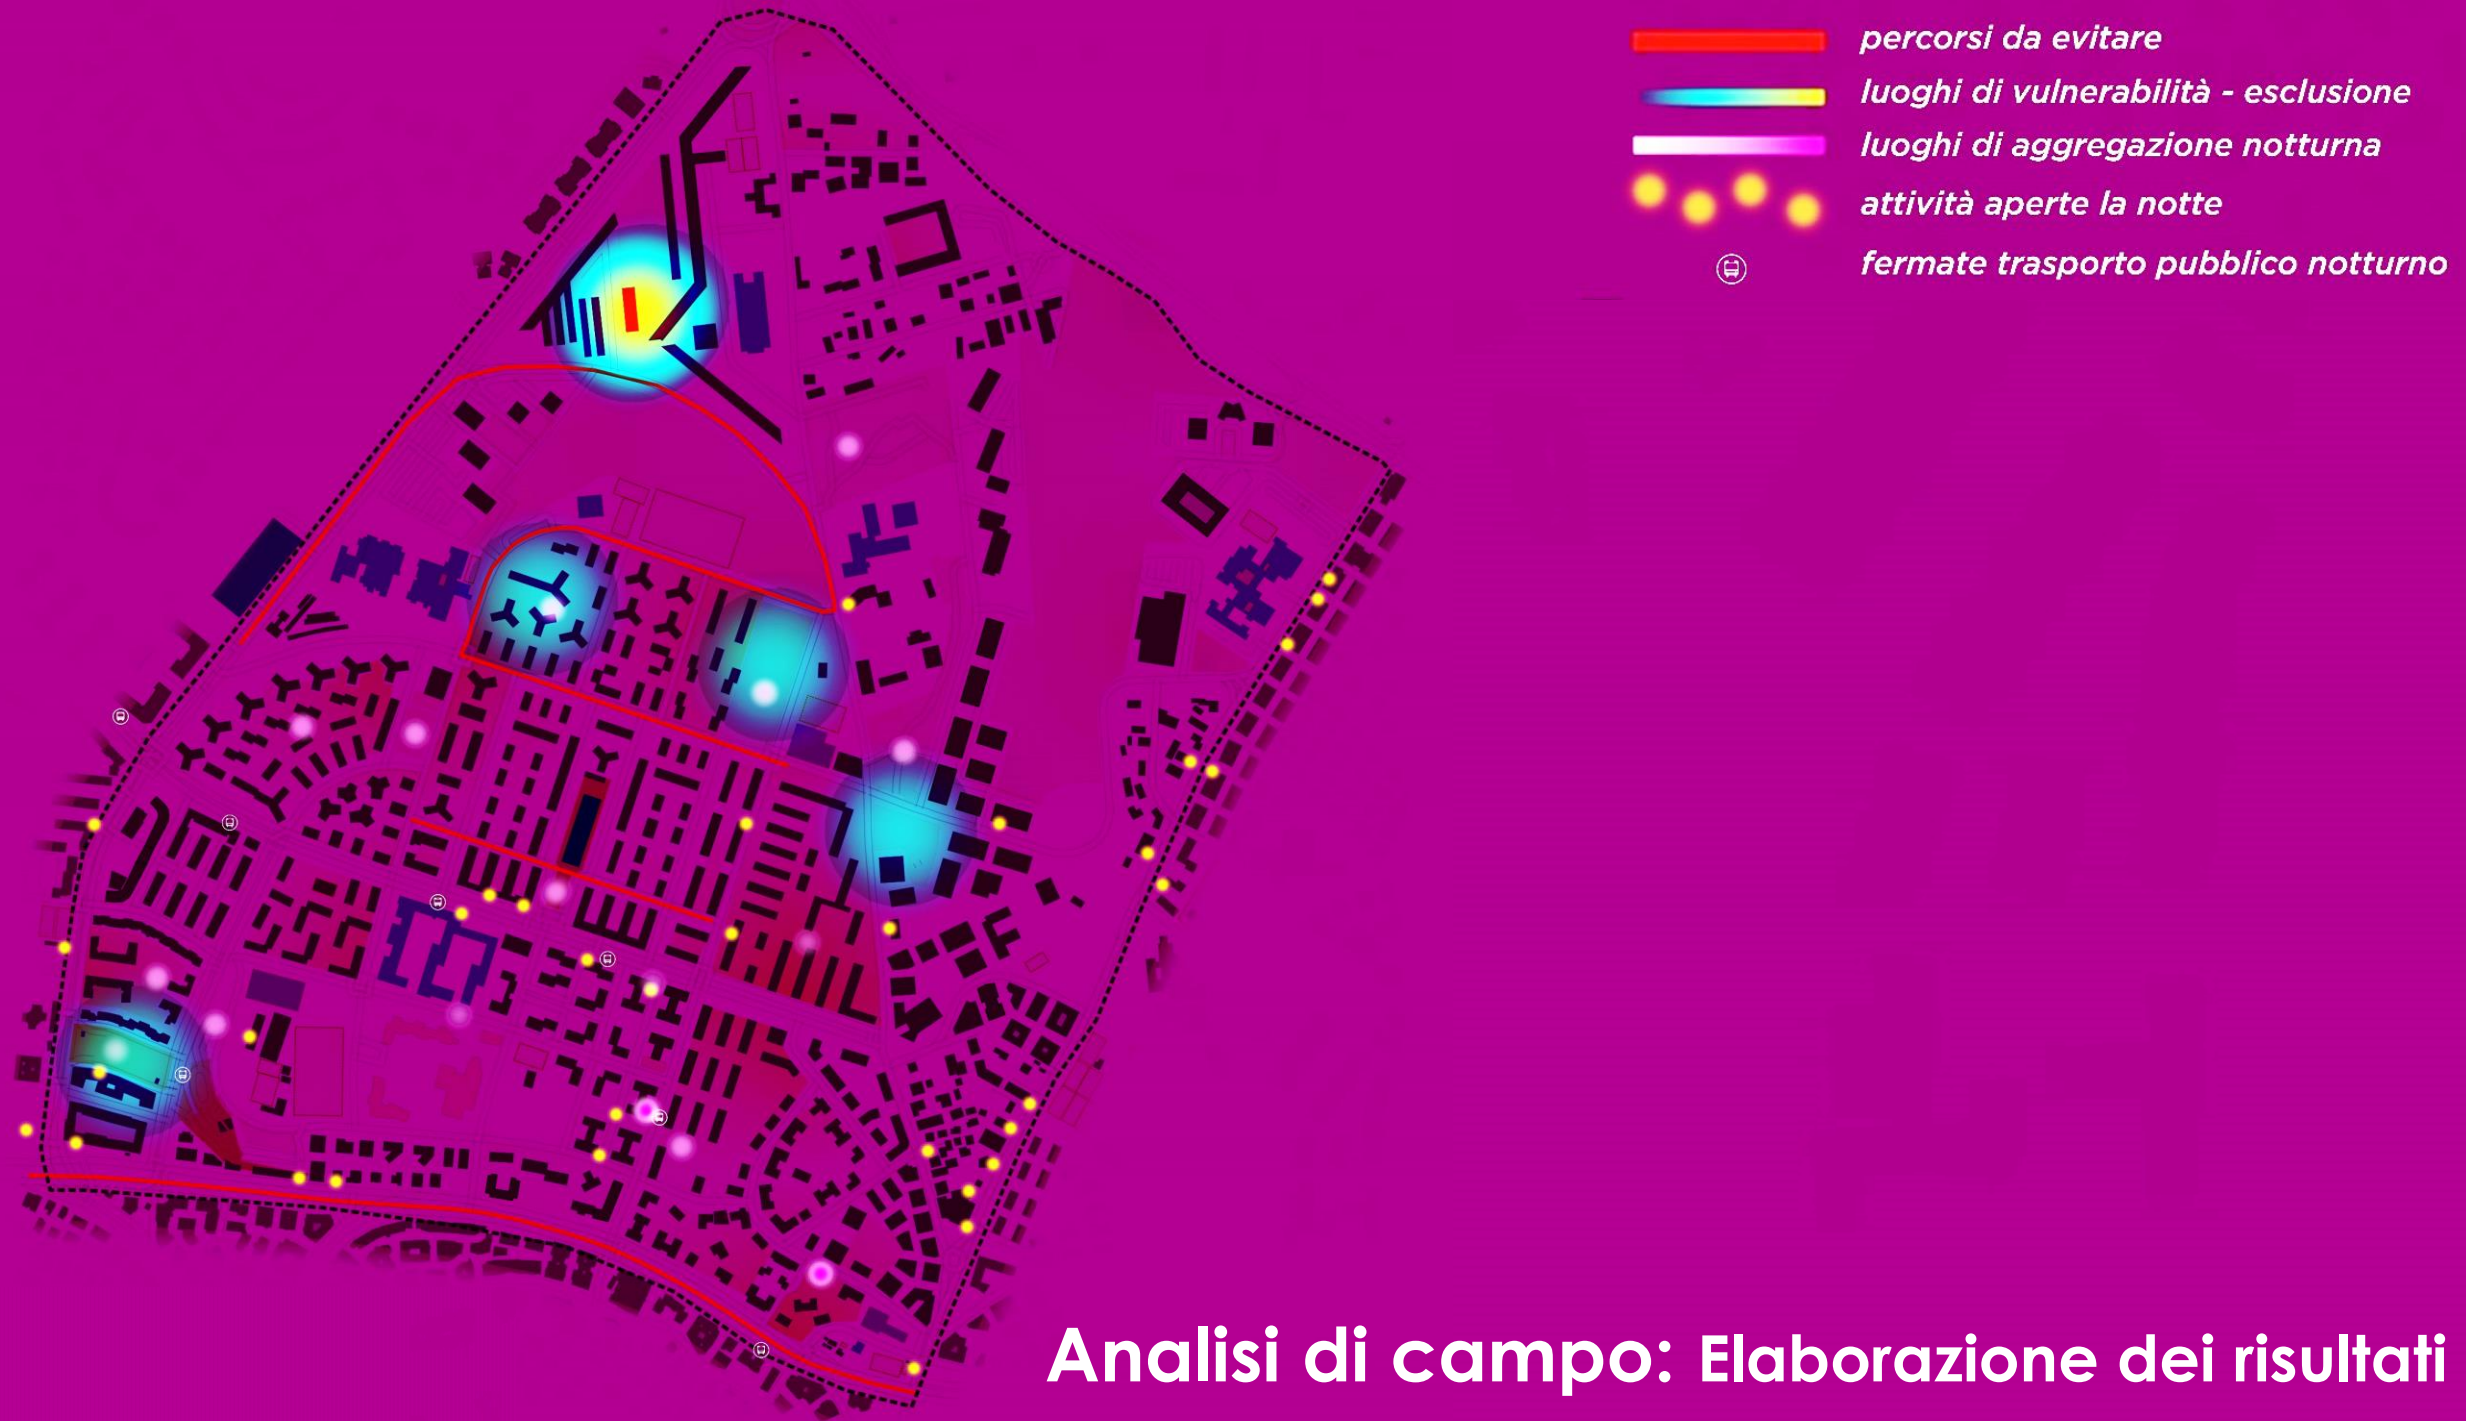 percorsi da evitare
luoghi di vulnerabilità - esclusione
luoghi di aggregazione notturna
attività aperte la notte
fermate trasporto pubblico notturno
Analisi di campo: Elaborazione dei risultati